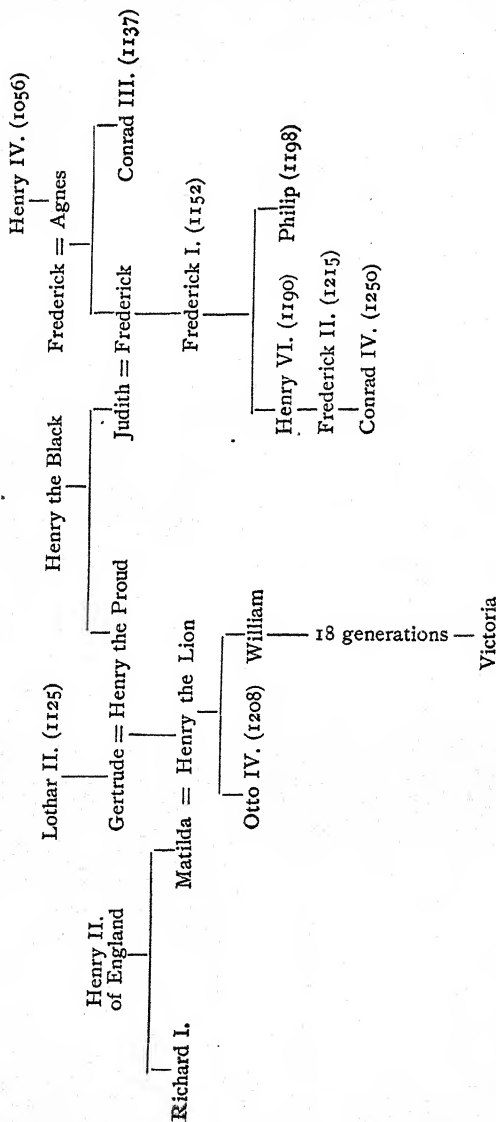 Henry IV. (1056)
Henry the Black
Frederick = Agnes
Lothar II. (1125)
Henry II.
of England
Gertrude = Henry the Proud
Judith = Frederick
Conrad III. (1137)
Richard I.
Matilda = Henry the Lion
Frederick I. (1152)
Otto IV. (1208)
William
Henry VI. (1190)
Philip (1198)
Frederick II. (1215)
18 generations
Conrad IV. (1250)
Victoria